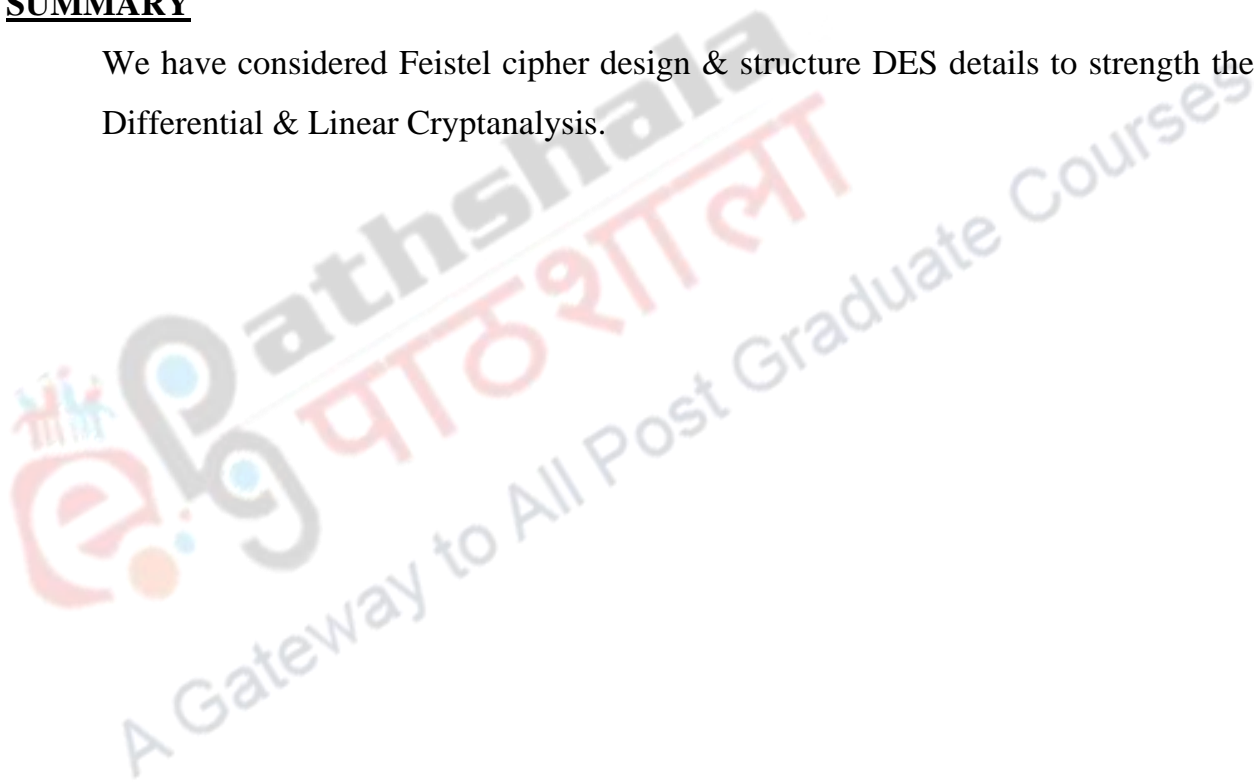 SUMMARY
We have considered Feistel cipher design & structure DES details to strength the
Differential & Linear Cryptanalysis.
Pathshala
पाठशाला
A Gateway to All Post Graduate Courses